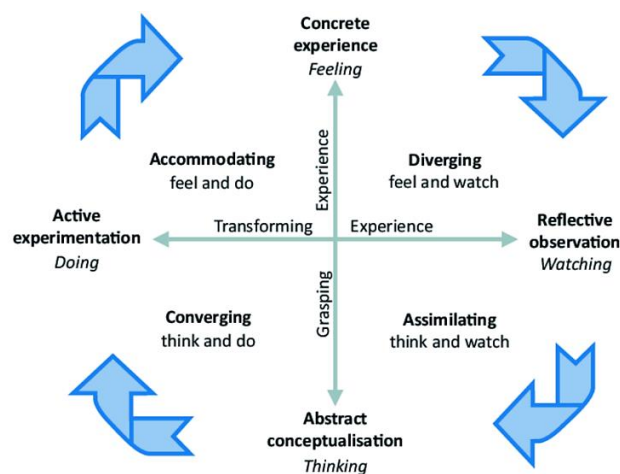 Concrete
experience
Feeling
Accommodating
feel and do
Experience
Diverging
feel and watch
Active
experimentation
Doing
Transforming
Experience
Reflective
observation
Watching
Converging
think and do
Grasping
Assimilating
think and watch
Abstract
conceptualisation
Thinking